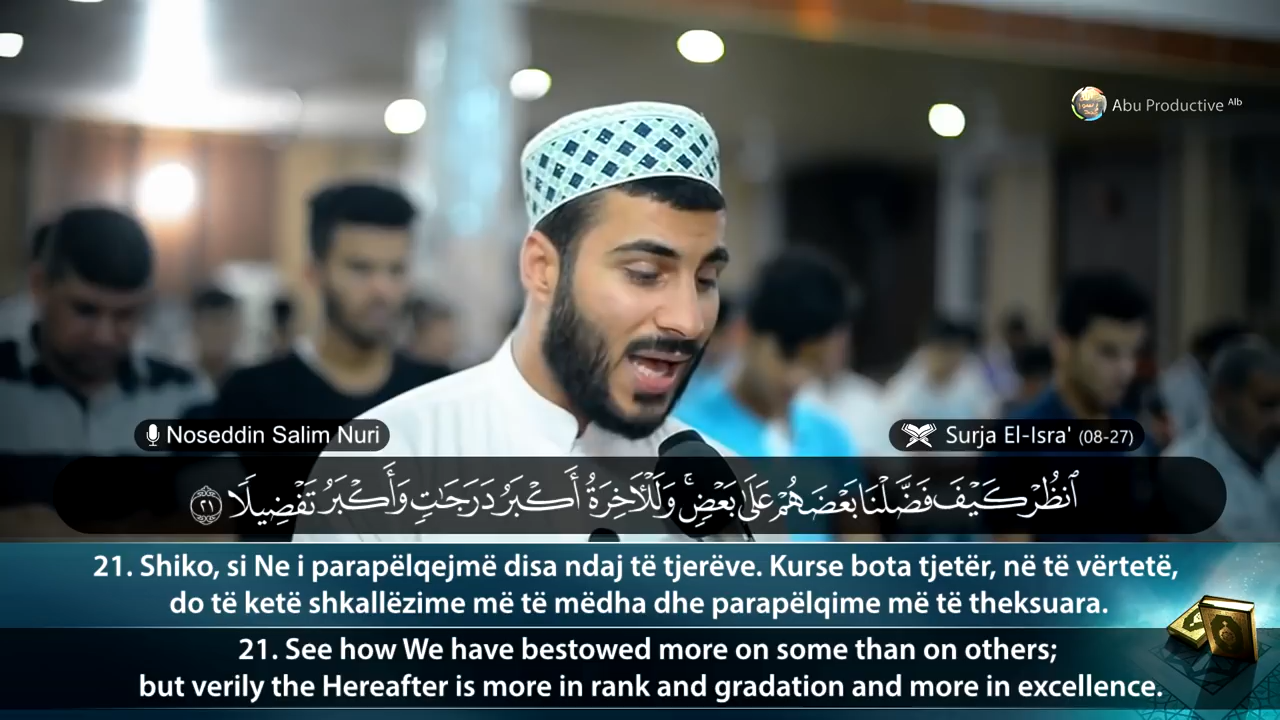 Abu Productive Alb
Noseddin Salim Nuri
Surja El-Isra' (08-27)
ٱنظُرْ كَيْفَ فَضَّلْنَا بَعْضَهُمْ عَلَىٰ بَعْضٍ ۚ وَلَلْـَٔاخِرَةُ أَكْبَرُ دَرَجَـٰتٍ وَأَكْبَرُ تَفْضِيلًا ٢١
21. Shiko, si Ne i parapëlqejmë disa ndaj të tjerëve. Kurse bota tjetër, në të vërtetë,
do të ketë shkallëzime më të mëdha dhe parapëlqime më të theksuara.
21. See how We have bestowed more on some than on others;
but verily the Hereafter is more in rank and gradation and more in excellence.